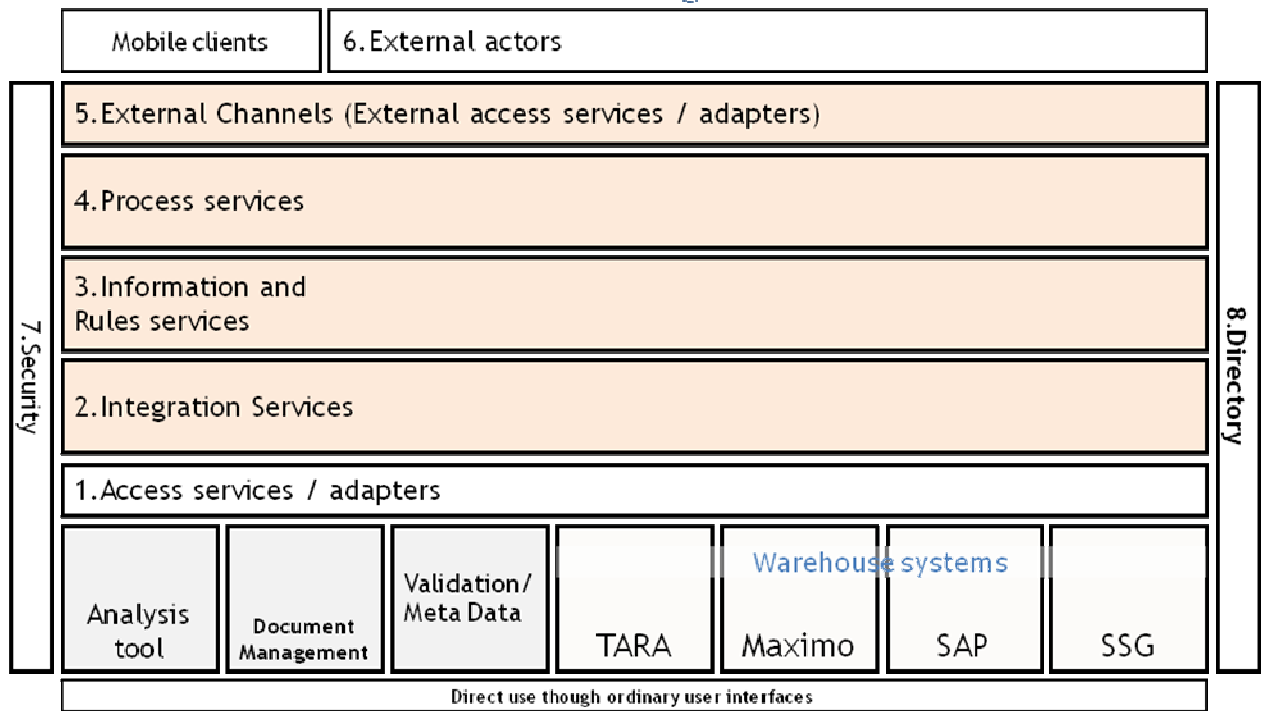 Mobile clients
6.External actors
5.External Channels (External access services / adapters)
4.Process services
3.Information and
Rules services
2.Integration Services
1.Access services / adapters
7.Security
8.Directory
Analysis
tool
Document
Management
Validation/
Meta Data
Warehouse systems
TARA
Maximo
SAP
SSG
Direct use though ordinary user interfaces